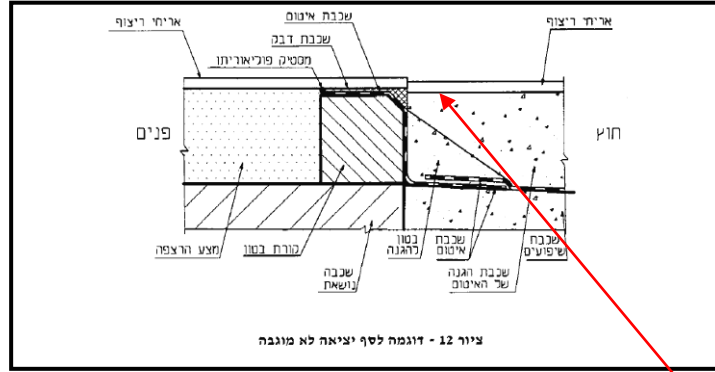 אריחי ריצוף
שכבת איטום
שכבת דבק
מסטיק פוליאוריתן
אריחי ריצוף
חוץ
פנים
מצע הרצפה
קורת בטון
שכבה
נושאת
בטון
להגנה
שכבת
איטום
שכבת הגנה
של האיטום
שכבת
שיפועים
ציור 12 - דוגמה לסף יציאה לא מוגבה